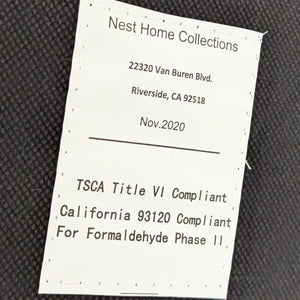 Nest Home Collections
22320 Van Buren Blvd.
Riverside, CA 92518
Nov.2020
TSCA Title VI Compliant
California 93120 Compliant
For Formaldehyde Phase II